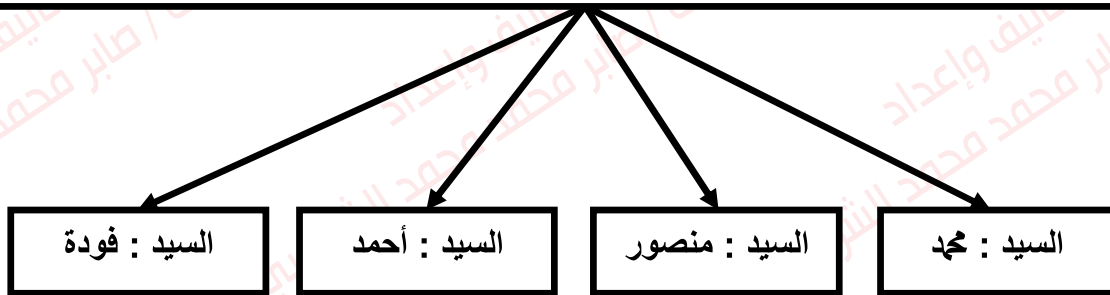 السيد : محمد
السيد : منصور
السيد : أحمد
السيد : فودة